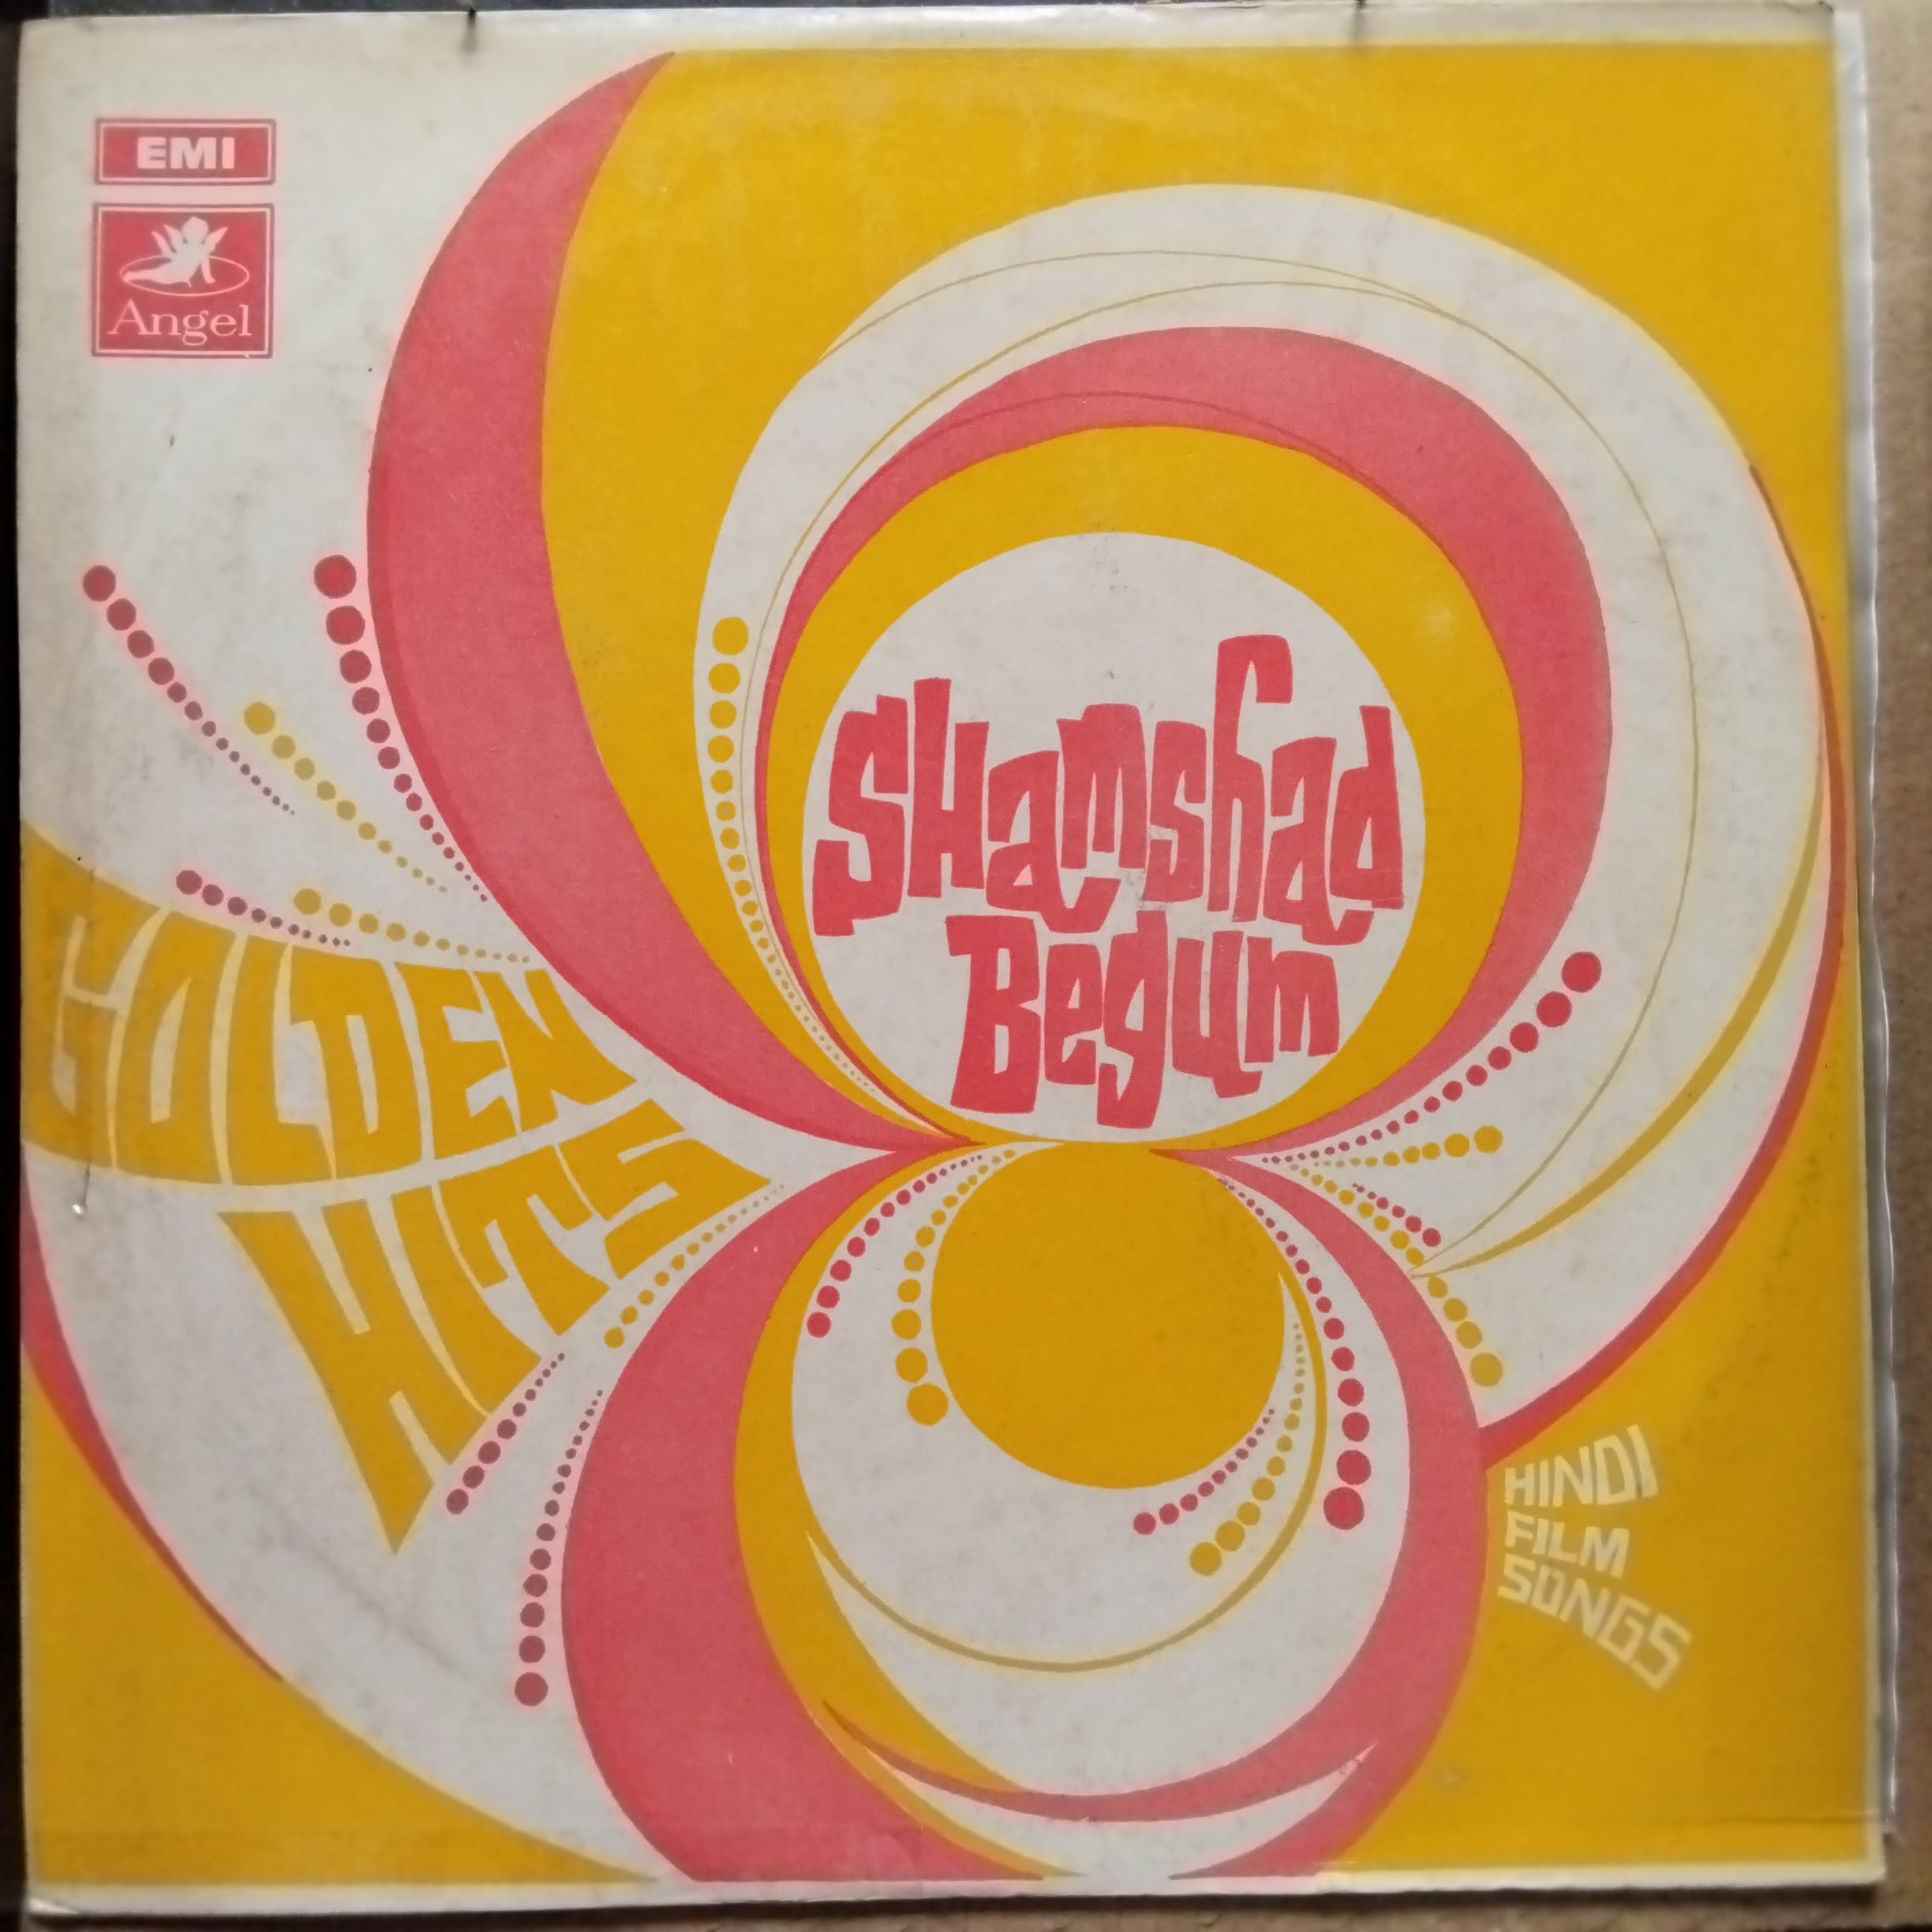 EMI
Angel
SHamshad
Begum
GOLDEN
HITS
HINDI
FILM
SONGS